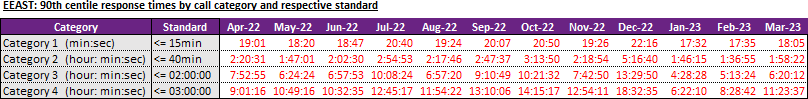 EEAST: 90th centile response times by call category and respective standard
Category Standard Apr-22 May-22 Jun-22 Jul-22 Aug-22 Sep-22 Oct-22 Nov-22 Dec-22 Jan-23 Feb-23 Mar-23
Category 1 (min:sec) <= 15min 19:01 18:20 18:47 20:40 19:24 20:07 20:50 19:26 22:16 17:32 17:35 18:05
Category 2 (hour: min:sec) <= 40min 2:20:31 1:47:01 2:02:30 2:54:53 2:17:46 2:47:37 3:13:50 2:18:54 5:16:40 1:46:15 1:36:55 1:58:22
Category 3 (hour: min:sec) <= 02:00:00 7:52:55 6:24:24 6:57:53 10:08:24 6:57:20 9:10:49 10:21:32 7:42:50 13:29:50 4:28:28 5:13:24 6:20:12
Category 4 (hour: min:sec) <= 03:00:00 9:01:16 10:49:16 10:32:35 12:45:17 11:54:22 13:10:06 14:15:17 12:54:11 18:32:35 6:22:10 8:28:42 11:23:37